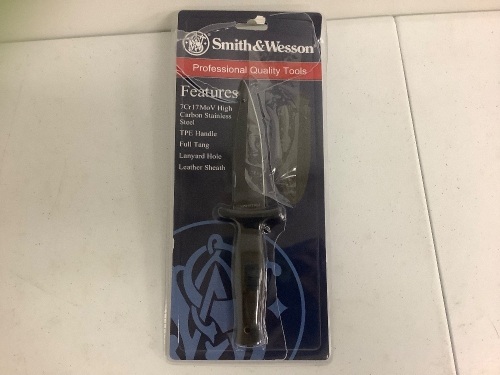 Smith&Wesson
Professional Quality Tools
Features
7Cr17MoV High
Carbon Stainless
Steel
TPE Handle
Full Tang
Lanyard Hole
Leather Sheath